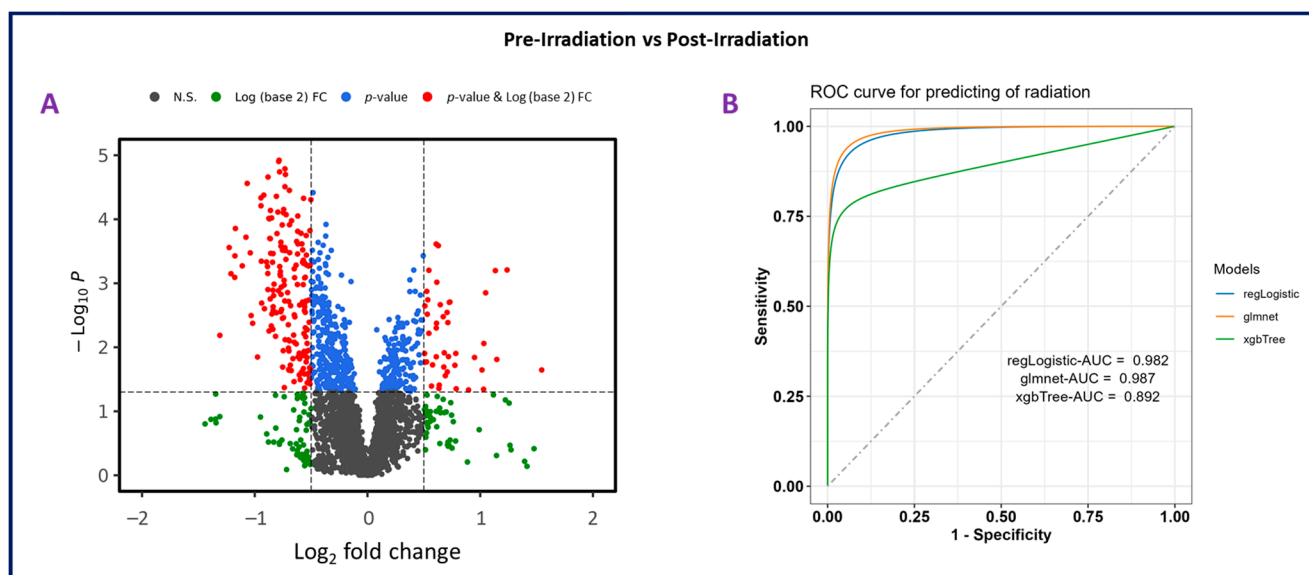 Pre-Irradiation vs Post-Irradiation
A
N.S. Log (base 2) FC p-value p-value & Log (base 2) FC
5
4
3
2
1
0
−Log10 P
−2 −1 0 1 2
Log2 fold change
B
ROC curve for predicting of radiation
1.00
0.75
0.50
0.25
0.00
Sensitivity
regLogistic-AUC = 0.982
glmnet-AUC = 0.987
xgbTree-AUC = 0.892
0.00 0.25 0.50 0.75 1.00
1 - Specificity
Models
regLogistic
glmnet
xgbTree